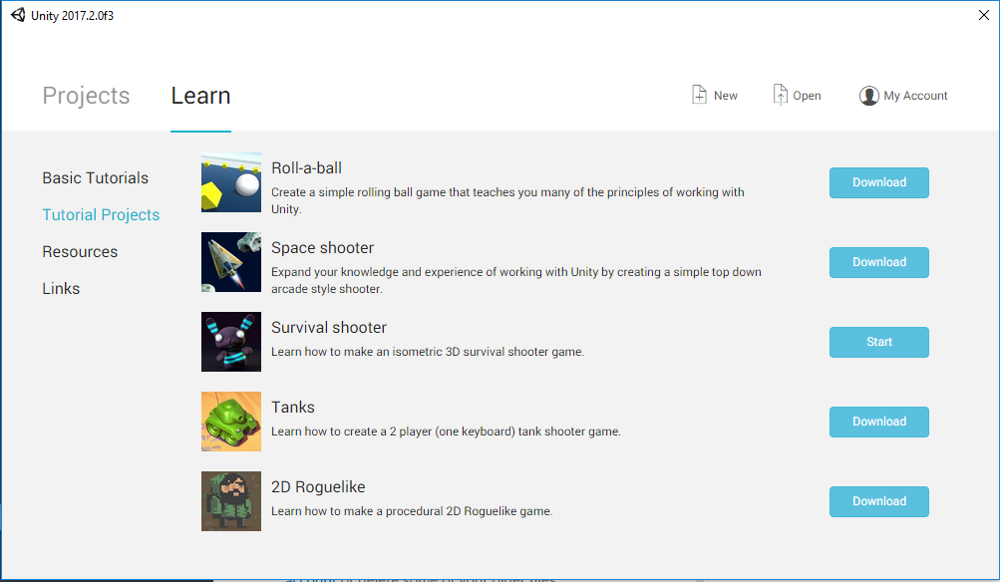 Unity 2017.2.0f3
Projects
Learn
New
Open
My Account
Basic Tutorials
Tutorial Projects
Resources
Links
Roll-a-ball
Create a simple rolling ball game that teaches you many of the principles of working with
Unity.
Download
Space shooter
Expand your knowledge and experience of working with Unity by creating a simple top down
arcade style shooter.
Download
Survival shooter
Learn how to make an isometric 3D survival shooter game.
Start
Tanks
Learn how to create a 2 player (one keyboard) tank shooter game.
Download
2D Roguelike
Learn how to make a procedural 2D Roguelike game.
Download